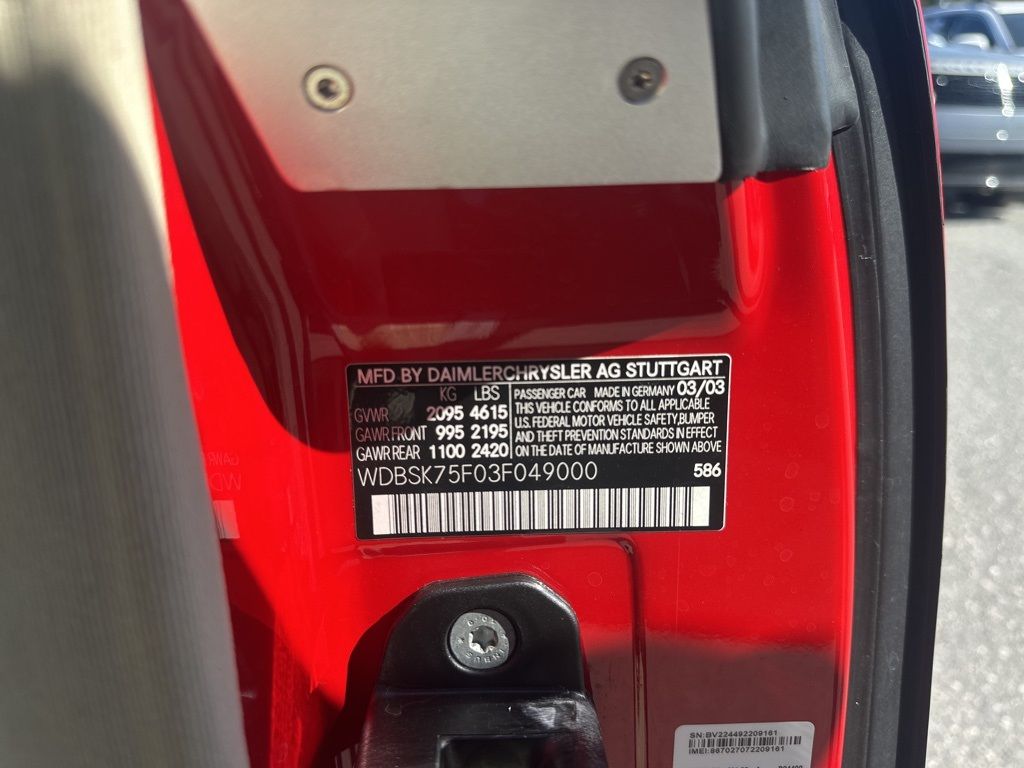 MFD BY DAIMLERCHRYSLER AG STUTTGART
KG LBS
GVWR 2095 4615
GAWR FRONT 995 2195
GAWR REAR 1100 2420
PASSENGER CAR MADE IN GERMANY 03/03
THIS VEHICLE CONFORMS TO ALL APPLICABLE
U.S. FEDERAL MOTOR VEHICLE SAFETY,BUMPER
AND THEFT PREVENTION STANDARDS IN EFFECT
ON THE DATE OF MANUFACTURE SHOWN ABOVE
WDBSK75F03F049000 586
SN:BV224492209161
IMEI:867027072209161